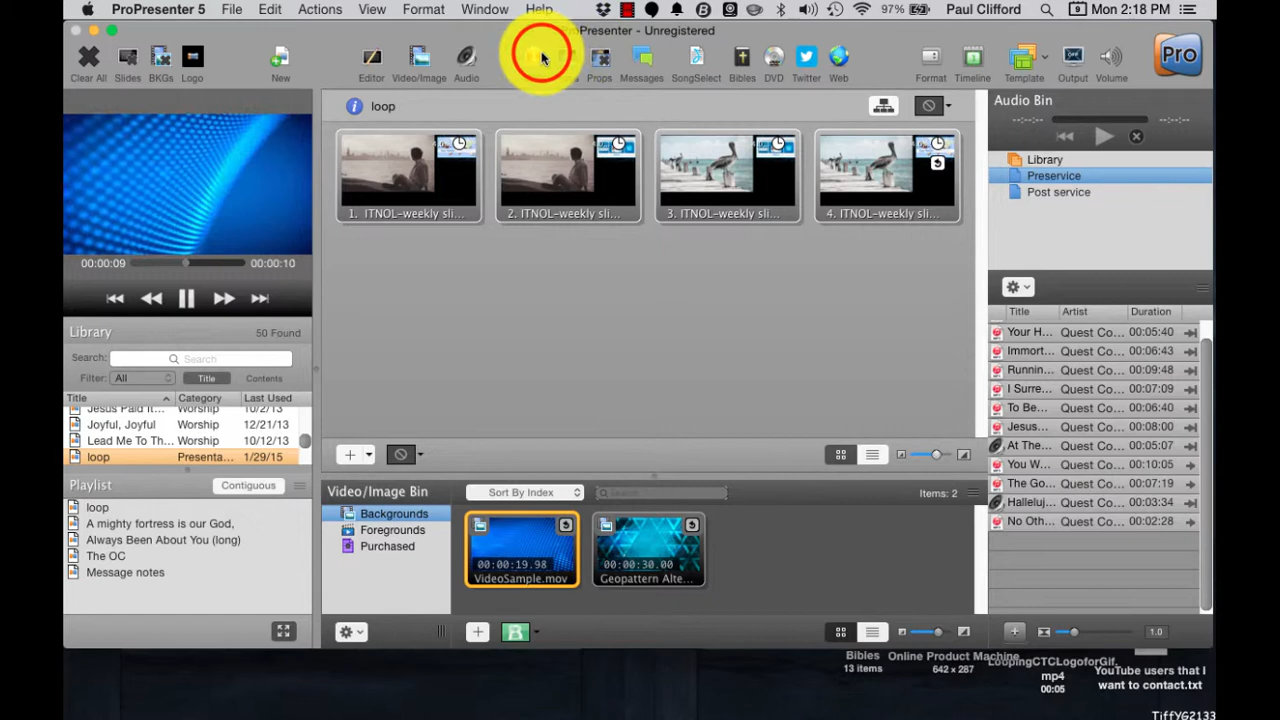 ProPresenter 5 File Edit Actions View Format Window Help 97% Paul Clifford 9 Mon 2:18 PM
ProPresenter - Unregistered
Clear All Slides BKGs Logo New Editor Video/Image Audio Props Messages SongSelect Bibles DVD Twitter Web Format Timeline Template Output Volume
Pro
loop
Audio Bin
--:--:-- --:--:--
Library
Preservice
Post service
1. ITNOL-weekly sli...
2. ITNOL-weekly sli...
3. ITNOL-weekly sli...
4. ITNOL-weekly sli...
00:00:09 00:00:10
Library 50 Found
Search: Search
Filter: All Title Contents
Title Category Last Used
Jesus Paid It... Worship 10/2/13
Joyful, Joyful Worship 12/21/13
Lead Me To Th... Worship 10/12/13
loop Presenta... 1/29/15
Playlist Contiguous
loop
A mighty fortress is our God,
Always Been About You (long)
The OC
Message notes
Video/Image Bin Sort By Index Search Items: 2
Backgrounds
Foregrounds
Purchased
00:00:19.98
VideoSample.mov
00:00:30.00
Geopattern Alte...
Title Artist Duration
Your H... Quest Co... 00:05:40
Immort... Quest Co... 00:06:43
Runnin... Quest Co... 00:09:48
I Surre... Quest Co... 00:07:09
To Be... Quest Co... 00:06:40
Jesus... Quest Co... 00:08:00
At The... Quest Co... 00:05:07
You W... Quest Co... 00:10:05
The Go... Quest Co... 00:07:19
Halleluj... Quest Co... 00:03:34
No Oth... Quest Co... 00:02:28
1.0
Bibles
13 items
Online Product Machine
642 x 287
LoopingCTCLogoforGif.
mp4
00:05
YouTube users that I
want to contact.txt
TiffyG2133